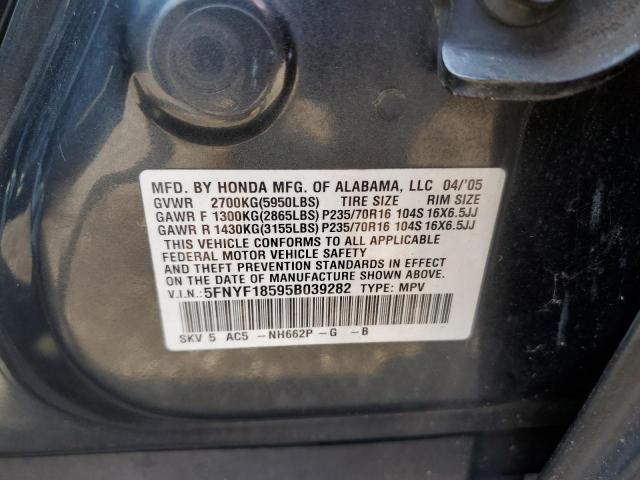 MFD. BY HONDA MFG. OF ALABAMA, LLC 04/'05
GVWR 2700KG(5950LBS) TIRE SIZE RIM SIZE
GAWR F 1300KG(2865LBS) P235/70R16 104S 16X6.5JJ
GAWR R 1430KG(3155LBS) P235/70R16 104S 16X6.5JJ
THIS VEHICLE CONFORMS TO ALL APPLICABLE
FEDERAL MOTOR VEHICLE SAFETY
AND THEFT PREVENTION STANDARDS IN EFFECT
ON THE DATE OF MANUFACTURE SHOWN ABOVE.
V.I.N.: 5FNYF18595B039282 TYPE: MPV
SKV 5 AC5 -NH662P -G -B